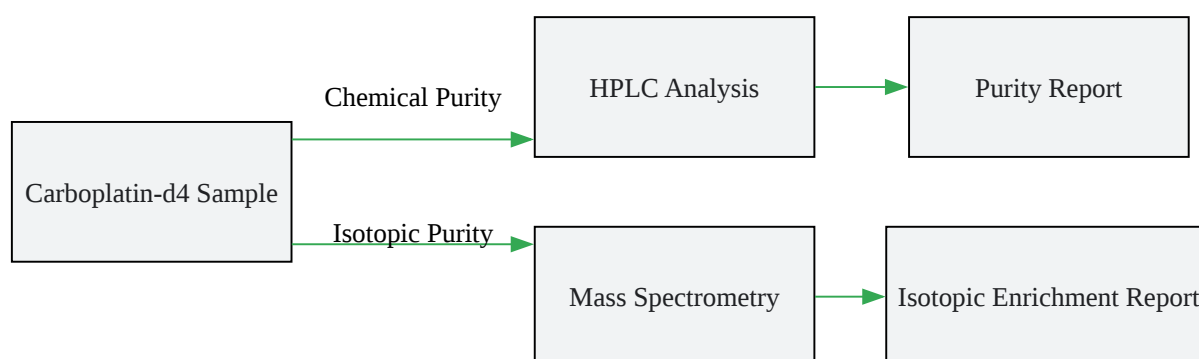 Carboplatin-d4 Sample
Chemical Purity
HPLC Analysis
Purity Report
Isotopic Purity
Mass Spectrometry
Isotopic Enrichment Report